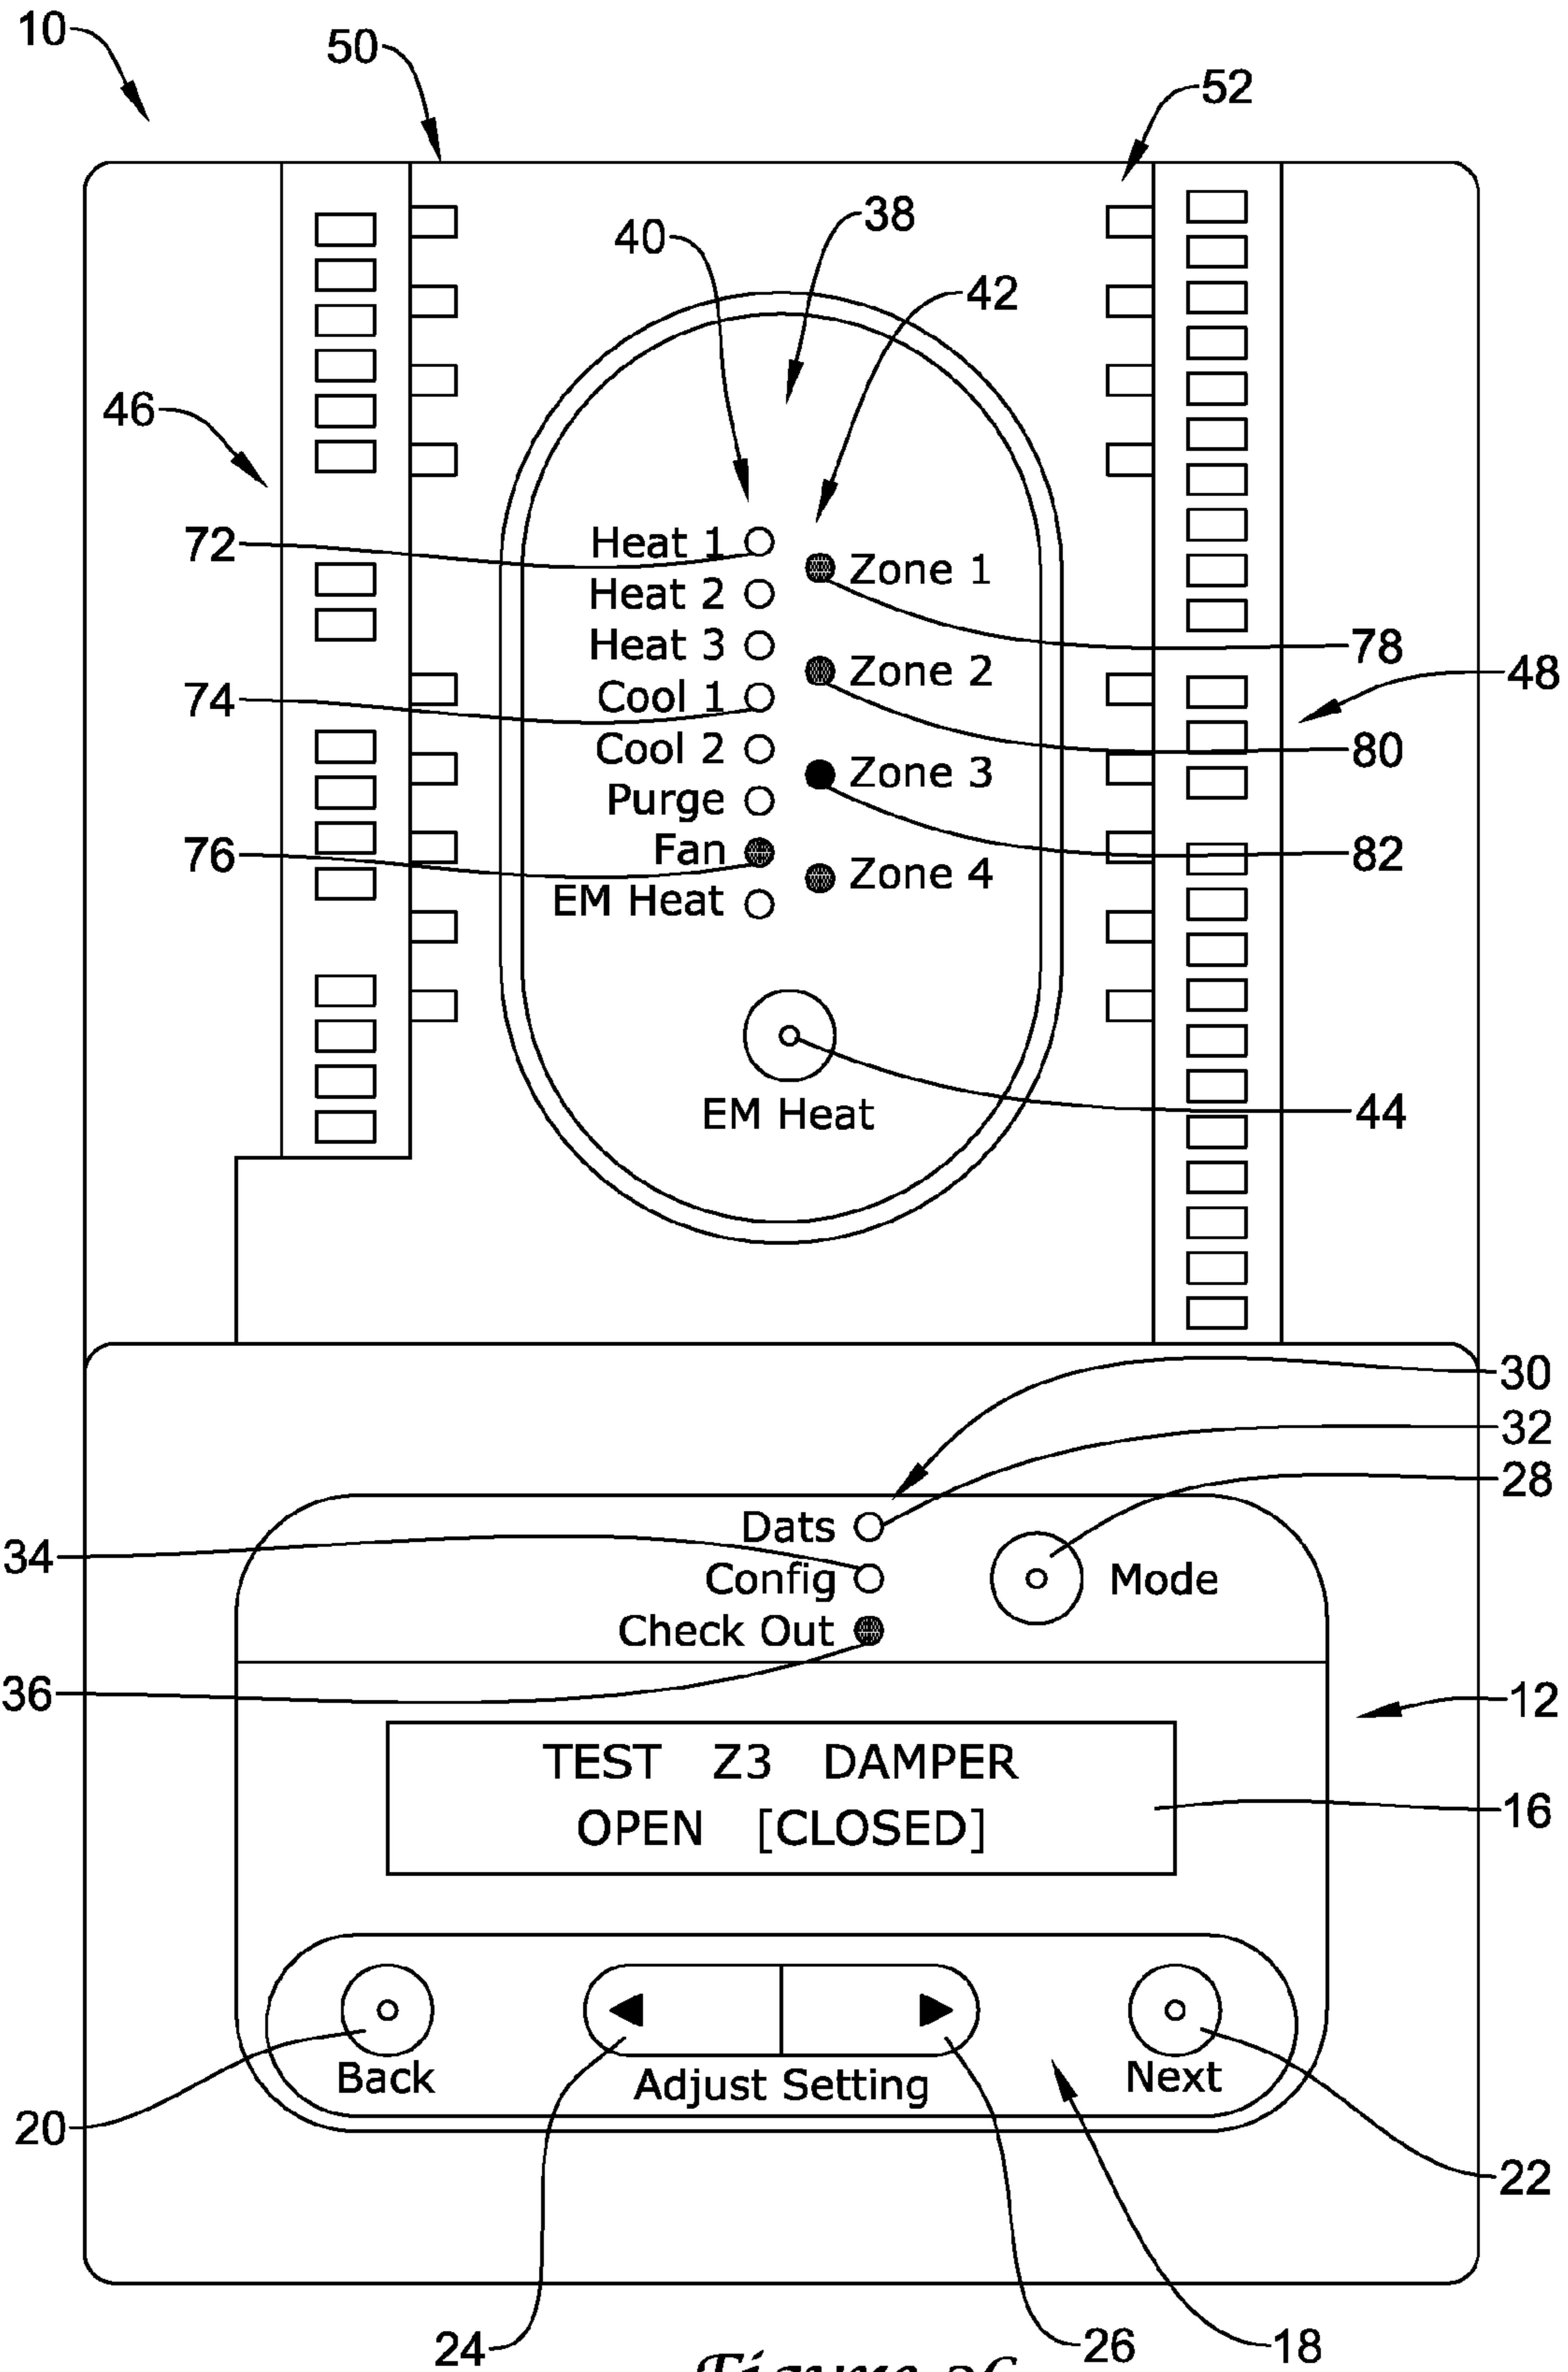 10
50
52
40
38
42
46
72
Heat 1
Zone 1
Heat 2
Heat 3
78
Zone 2
48
74
Cool 1
Cool 2
80
Zone 3
Purge
76
Fan
82
Zone 4
EM Heat
44
EM Heat
30
32
28
Dats
34
Config
Mode
Check Out
36
12
TEST Z3 DAMPER
16
OPEN [CLOSED]
Back
Adjust Setting
Next
20
22
24
26
18